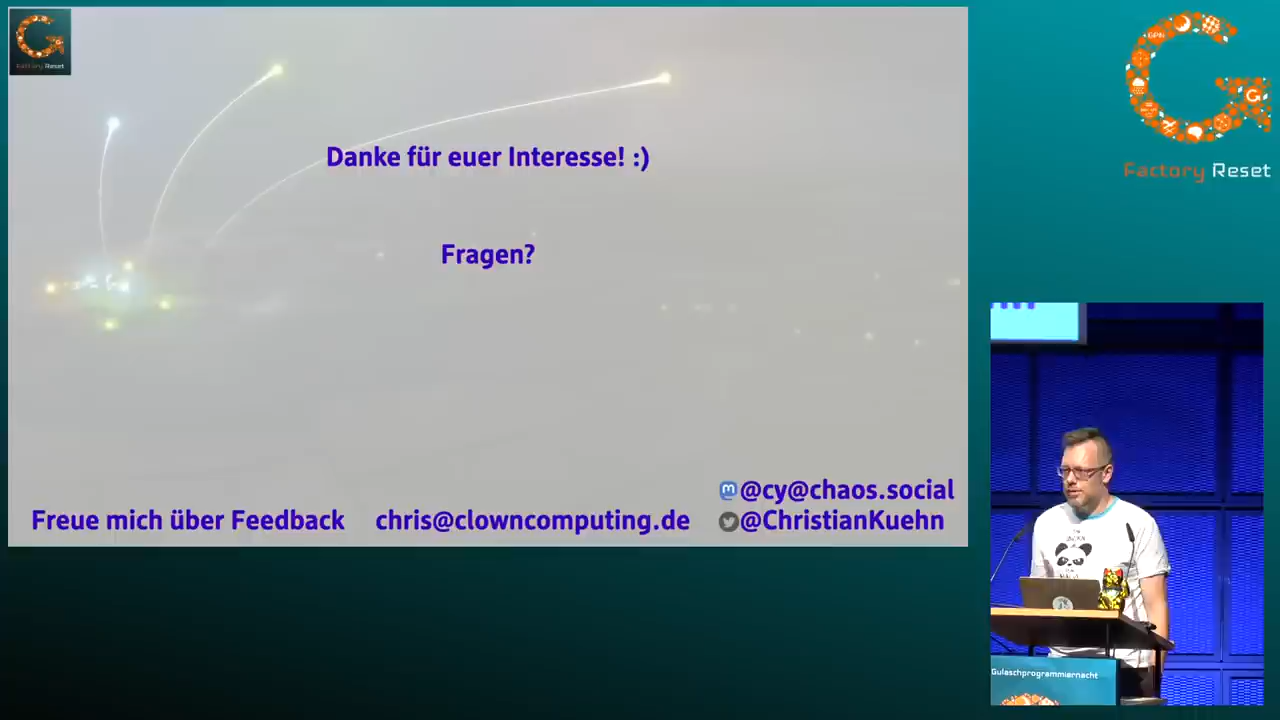 Factory Reset
Danke für euer Interesse! :)
Fragen?
@cy@chaos.social
Freue mich über Feedback chris@clowncomputing.de @ChristianKuehn
GPN
Factory Reset
Gulaschprogrammiernacht